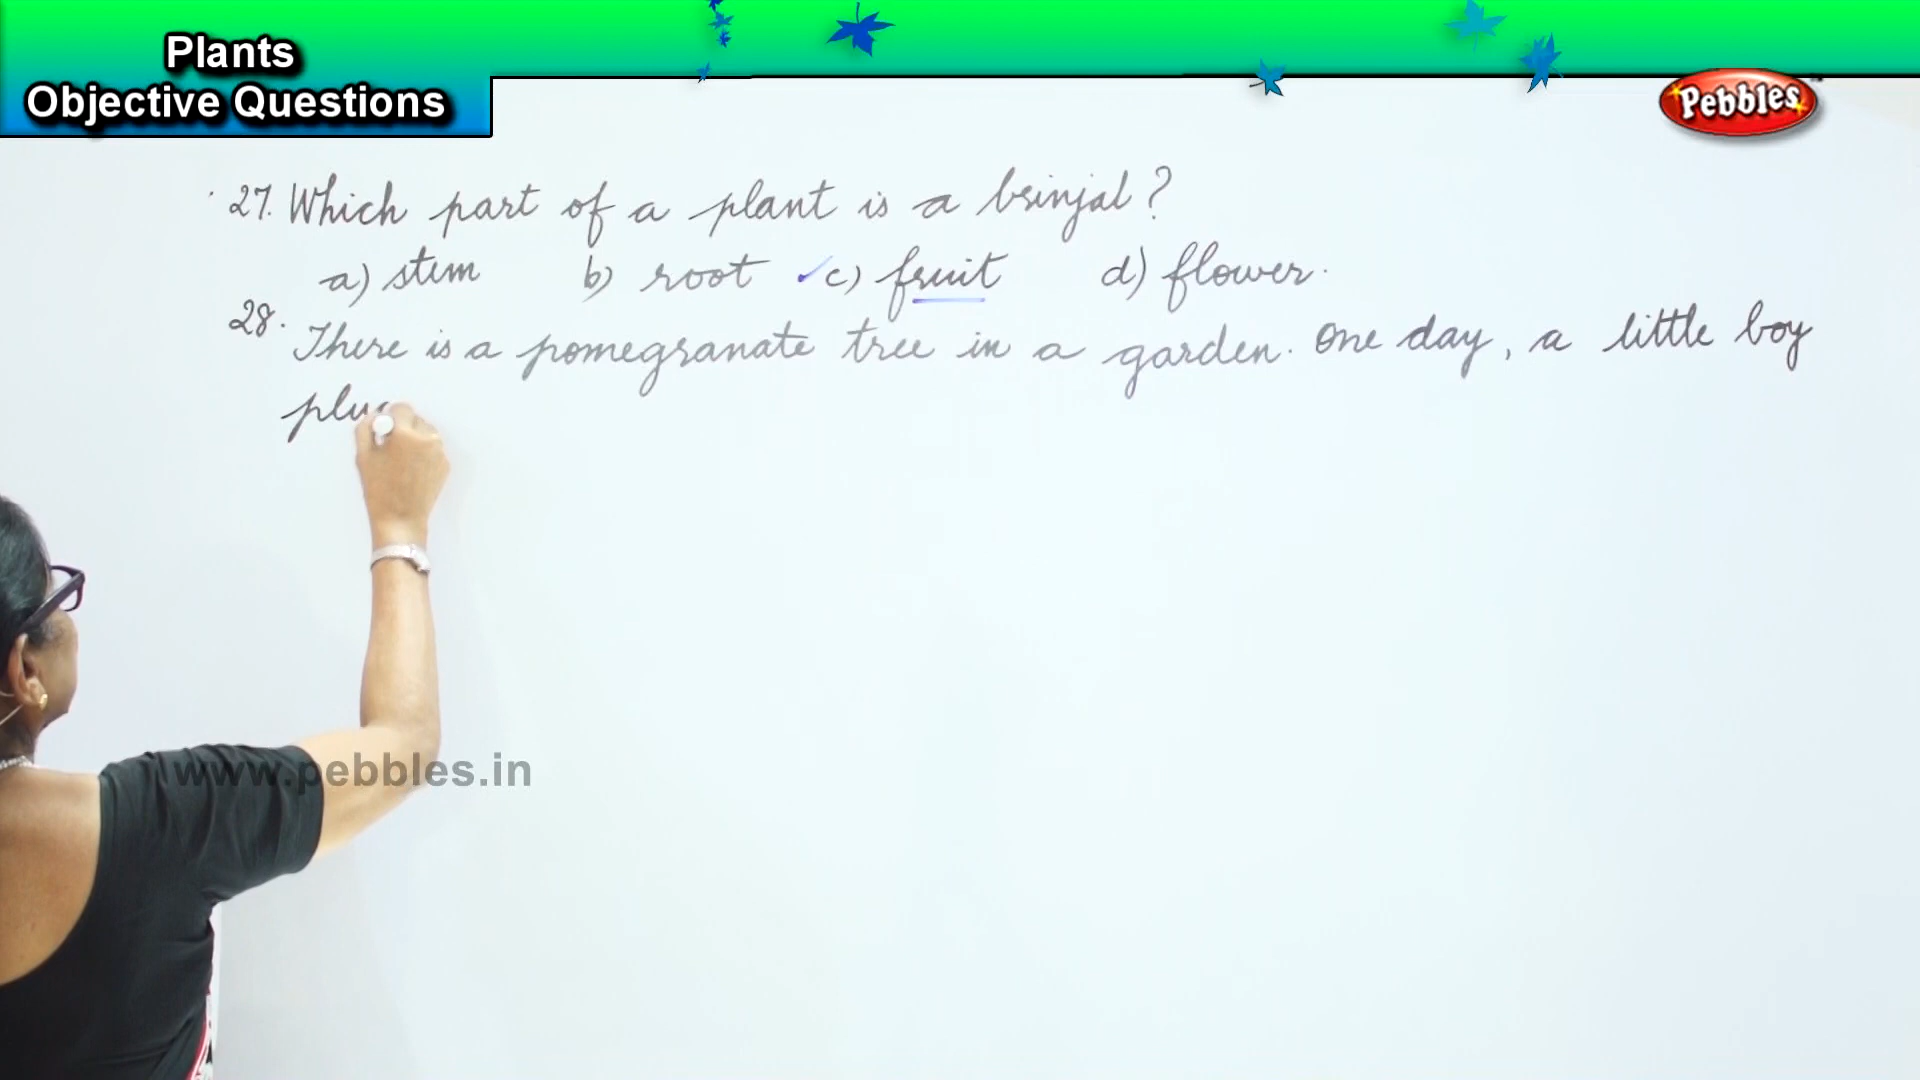 Plants
Objective Questions
Pebbles
27. Which part of a plant is a brinjal?
a) stem b) root ✓c) fruit d) flower.
28. There is a pomegranate tree in a garden. One day, a little boy
www.pebbles.in